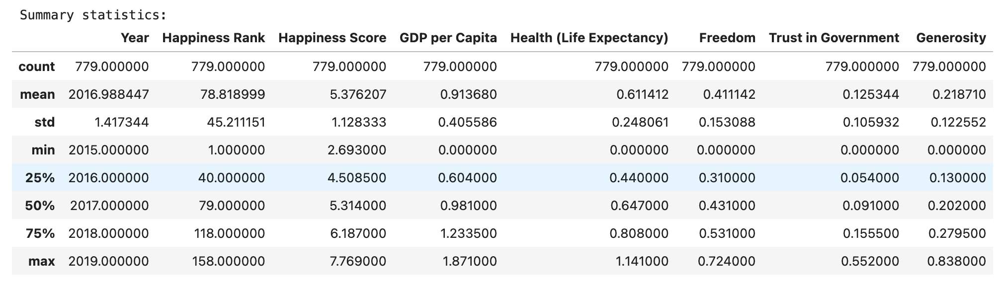 Summary statistics:
Year Happiness Rank Happiness Score GDP per Capita Health (Life Expectancy) Freedom Trust in Government Generosity
count 779.000000 779.000000 779.000000 779.000000 779.000000 779.000000 779.000000 779.000000
mean 2016.988447 78.818999 5.376207 0.913680 0.611412 0.411142 0.125344 0.218710
std 1.417344 45.211151 1.128333 0.405586 0.248061 0.153088 0.105932 0.122552
min 2015.000000 1.000000 2.693000 0.000000 0.000000 0.000000 0.000000 0.000000
25% 2016.000000 40.000000 4.508500 0.604000 0.440000 0.310000 0.054000 0.130000
50% 2017.000000 79.000000 5.314000 0.981000 0.647000 0.431000 0.091000 0.202000
75% 2018.000000 118.000000 6.187000 1.233500 0.808000 0.531000 0.155500 0.279500
max 2019.000000 158.000000 7.769000 1.871000 1.141000 0.724000 0.552000 0.838000